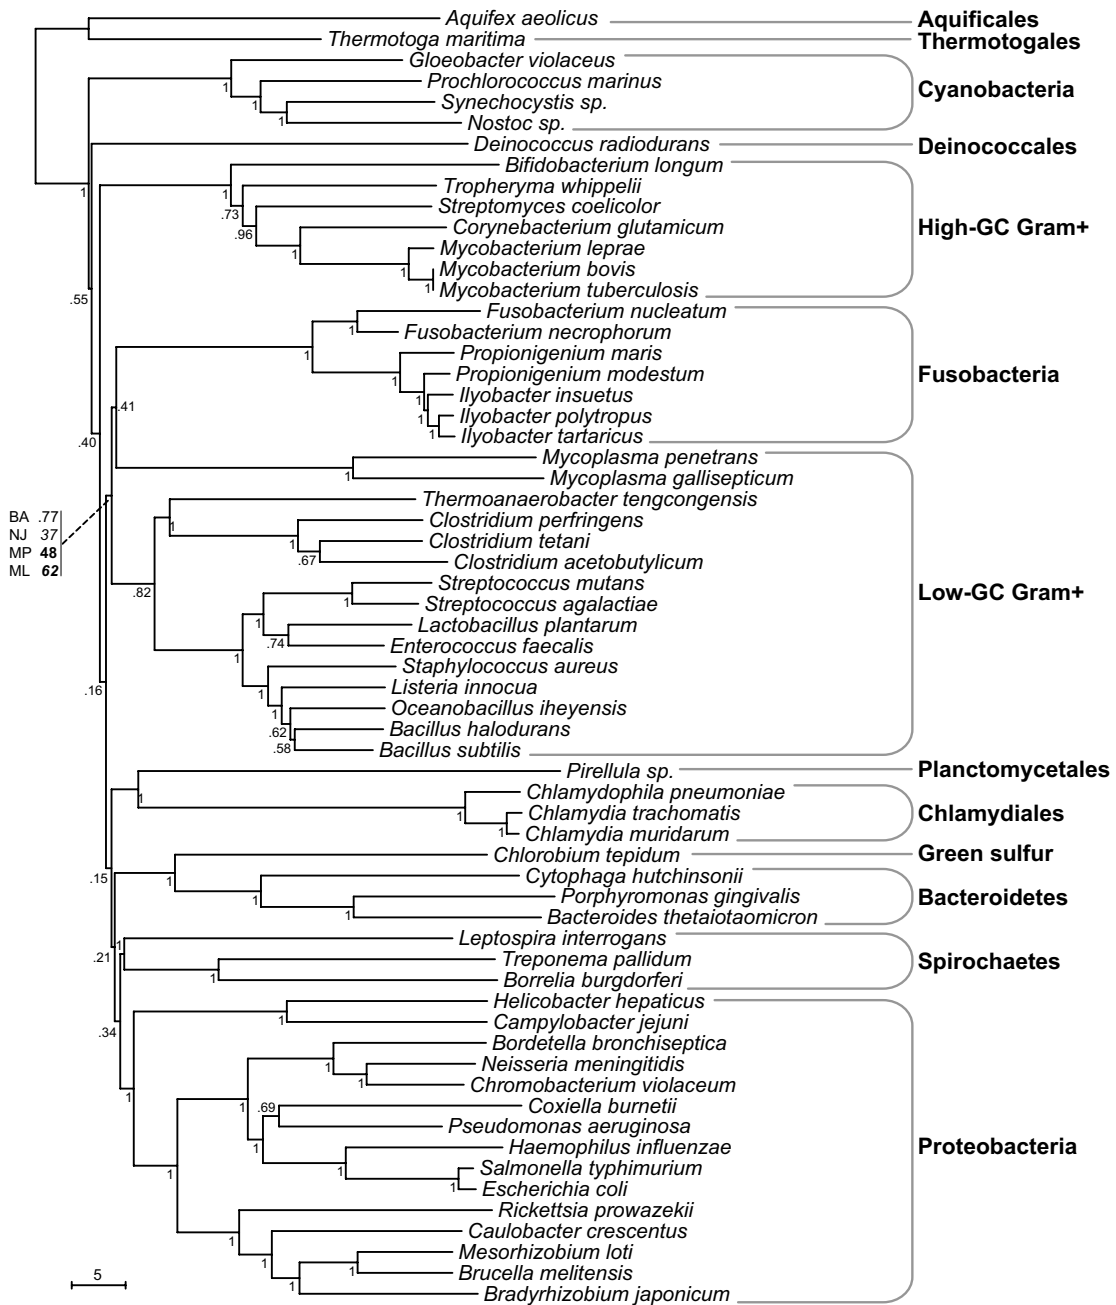 Aquifex aeolicus Aquificales
Thermotoga maritima Thermotogales
Gloeobacter violaceus
Prochlorococcus marinus
1 Cyanobacteria
1 Synechocystis sp.
1 Nostoc sp.
Deinococcus radiodurans Deinococcales
Bifidobacterium longum
1 1 Tropheryma whippelii
.73 Streptomyces coelicolor
.96 Corynebacterium glutamicum High-GC Gram+
1 Mycobacterium leprae
1 Mycobacterium bovis
1 Mycobacterium tuberculosis
.55
Fusobacterium nucleatum
1 Fusobacterium necrophorum
1 Propionigenium maris
Propionigenium modestum Fusobacteria
1 Ilyobacter insuetus
.41 1 Ilyobacter polytropus
1 Ilyobacter tartaricus
.40
Mycoplasma penetrans
1 Mycoplasma gallisepticum
Thermoanaerobacter tengcongensis
BA .77 1 Clostridium perfringens
NJ 37 1 Clostridium tetani
MP 48 .67 Clostridium acetobutylicum
ML 62
.82 Streptococcus mutans Low-GC Gram+
1 Streptococcus agalactiae
1 Lactobacillus plantarum
.74 Enterococcus faecalis
1 Staphylococcus aureus
.16 1 Listeria innocua
1 Oceanobacillus iheyensis
.62 Bacillus halodurans
.58 Bacillus subtilis
Pirellula sp. Planctomycetales
1 Chlamydophila pneumoniae
1 Chlamydia trachomatis Chlamydiales
1 Chlamydia muridarum
Chlorobium tepidum Green sulfur
.15 Cytophaga hutchinsonii
1 Porphyromonas gingivalis Bacteroidetes
1 1 Bacteroides thetaiotaomicron
1 Leptospira interrogans
.21 Treponema pallidum Spirochaetes
1 Borrelia burgdorferi
Helicobacter hepaticus
1 Campylobacter jejuni
.34 Bordetella bronchiseptica
1 Neisseria meningitidis
1 Chromobacterium violaceum
1 1 .69 Coxiella burnetii
Pseudomonas aeruginosa
1 Haemophilus influenzae Proteobacteria
1 1 Salmonella typhimurium
1 Escherichia coli
Rickettsia prowazekii
1 Caulobacter crescentus
1 Mesorhizobium loti
5 1 Brucella melitensis
1 Bradyrhizobium japonicum